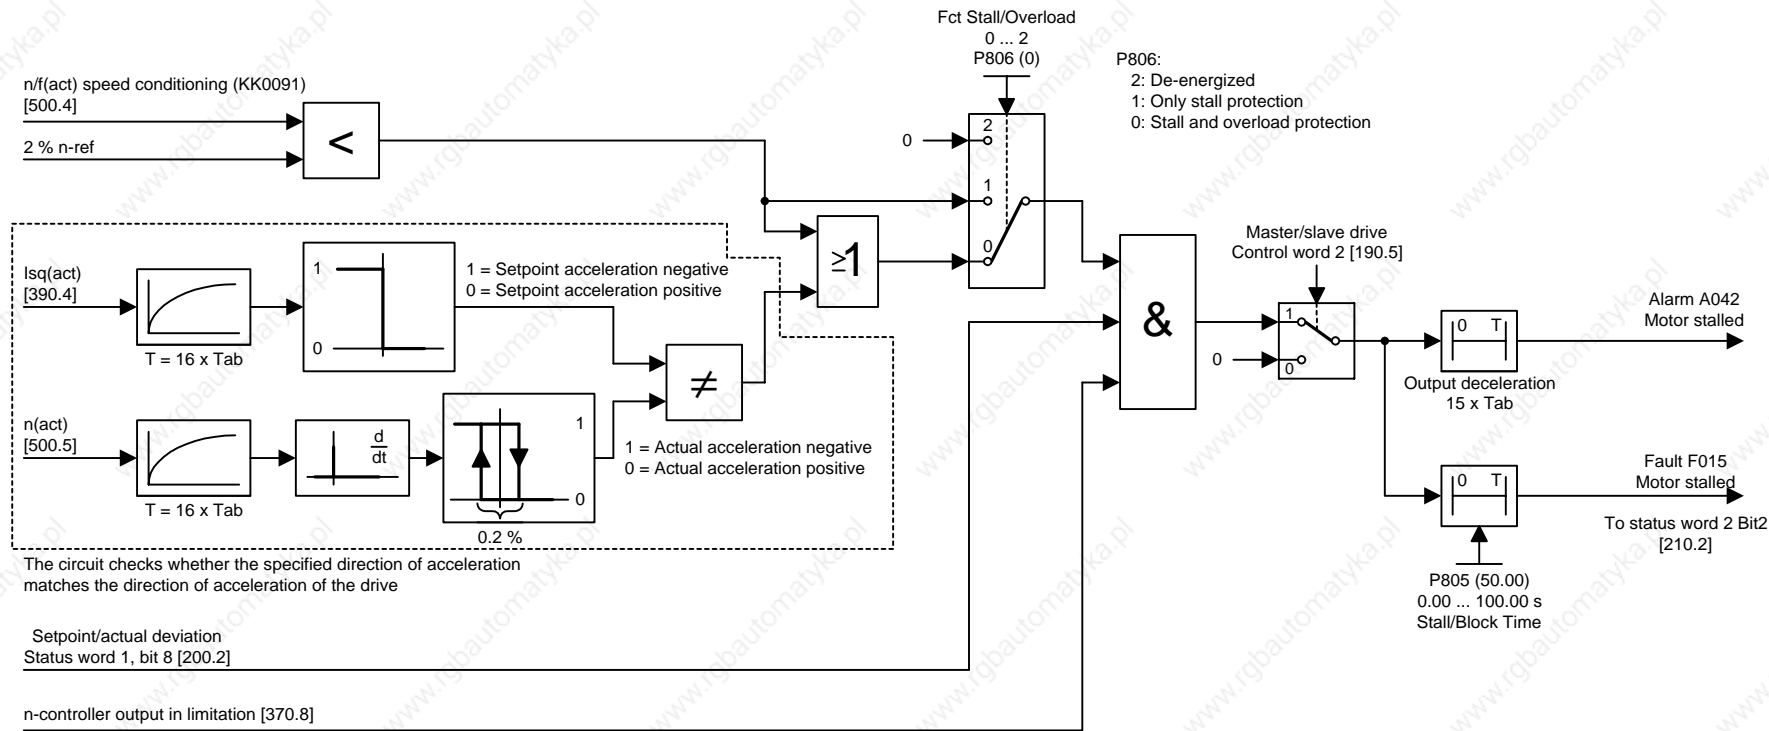 Fct Stall/Overload
0 ... 2
P806 (0)
P806:
2: De-energized
1: Only stall protection
0: Stall and overload protection
n/f(act) speed conditioning (KK0091)
[500.4]
2 % n-ref
<
0
2
1
0
≥1
Isq(act)
[390.4]
T = 16 x Tab
1
0
1 = Setpoint acceleration negative
0 = Setpoint acceleration positive
≠
n(act)
[500.5]
T = 16 x Tab
d
dt
1
0
0.2 %
1 = Actual acceleration negative
0 = Actual acceleration positive
The circuit checks whether the specified direction of acceleration
matches the direction of acceleration of the drive
Setpoint/actual deviation
Status word 1, bit 8 [200.2]
n-controller output in limitation [370.8]
&
Master/slave drive
Control word 2 [190.5]
1
0
0
0 T
Output deceleration
15 x Tab
Alarm A042
Motor stalled
0 T
P805 (50.00)
0.00 ... 100.00 s
Stall/Block Time
Fault F015
Motor stalled
To status word 2 Bit2
[210.2]
www.rgbautomatyka.pl